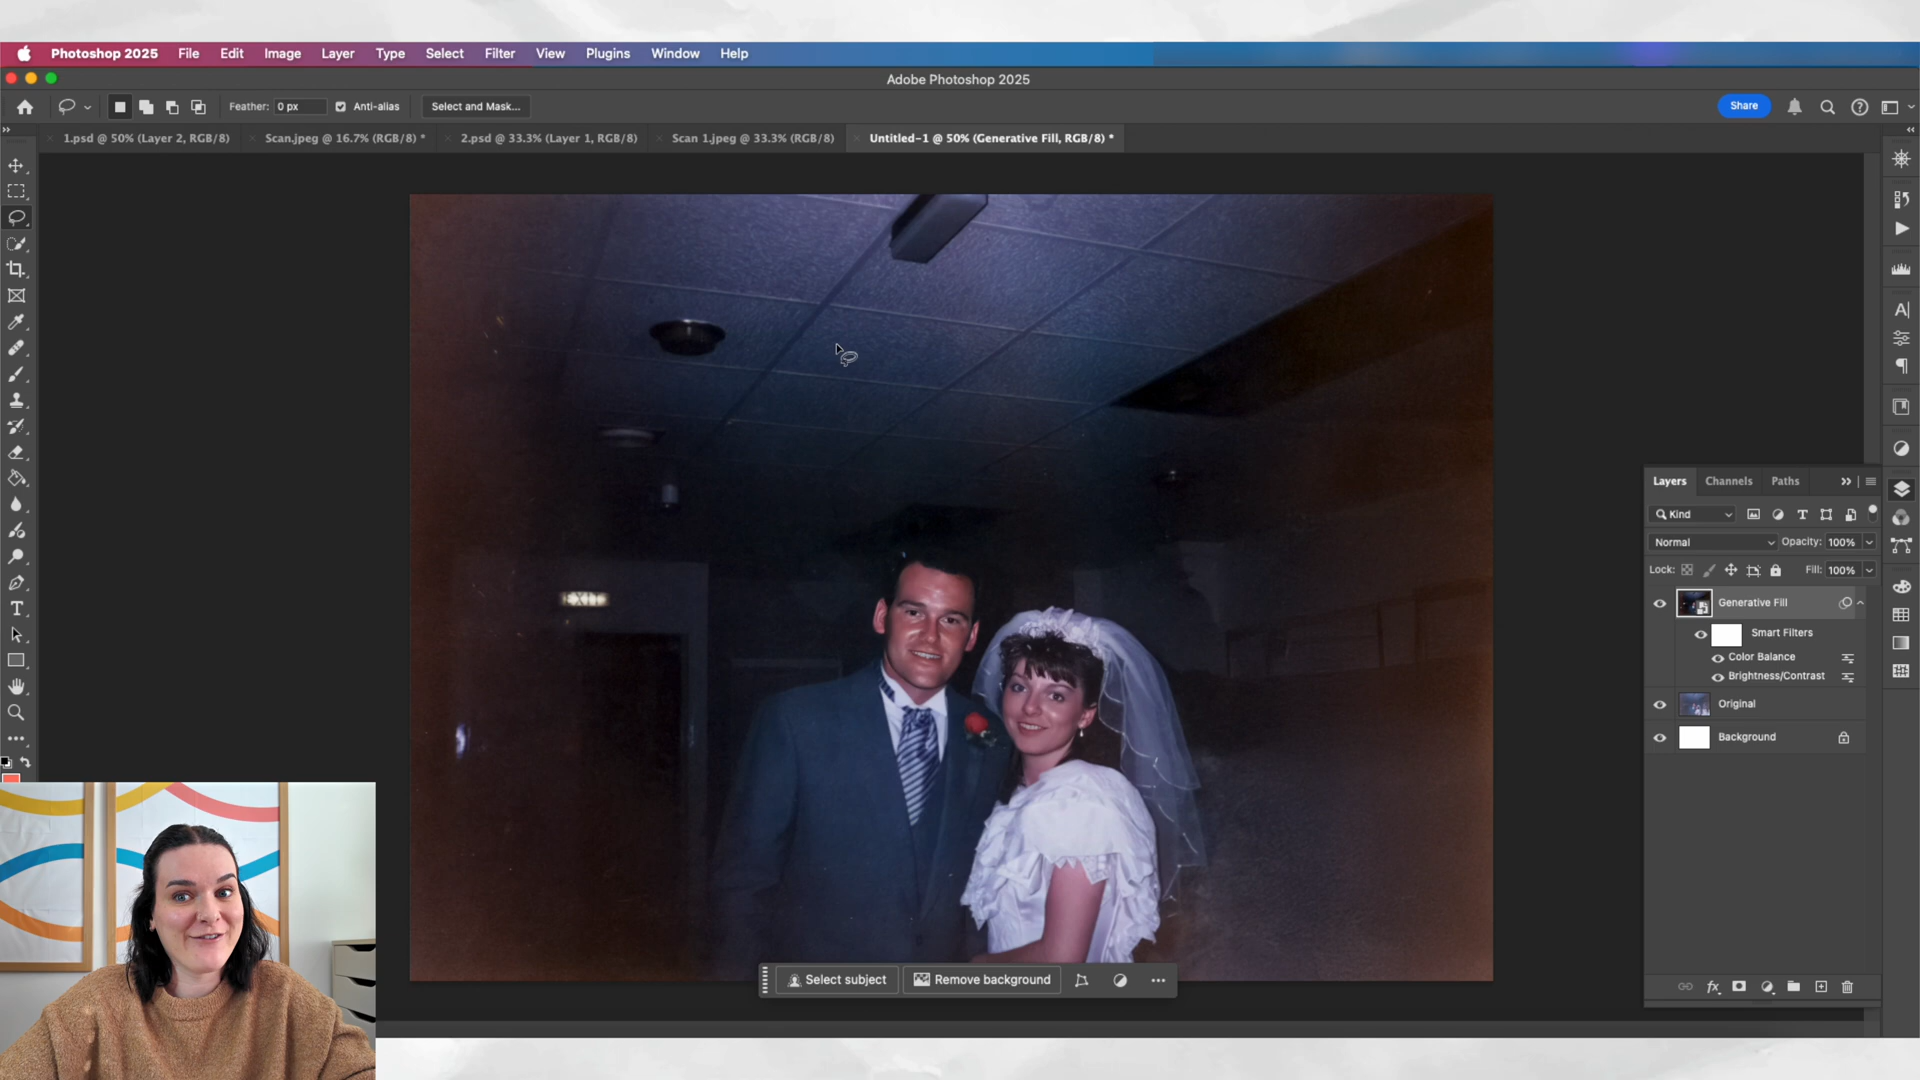 Photoshop 2025 File Edit Image Layer Type Select Filter View Plugins Window Help
Adobe Photoshop 2025
Feather: 0 px Anti-alias Select and Mask... Share
1.psd @ 50% (Layer 2, RGB/8) Scan.jpeg @ 16.7% (RGB/8) * 2.psd @ 33.3% (Layer 1, RGB/8) Scan 1.jpeg @ 33.3% (RGB/8) Untitled-1 @ 50% (Generative Fill, RGB/8) *
EXIT
Layers Channels Paths
Kind
Normal Opacity: 100%
Lock: Fill: 100%
Generative Fill
Smart Filters
Color Balance
Brightness/Contrast
Original
Background
Select subject Remove background